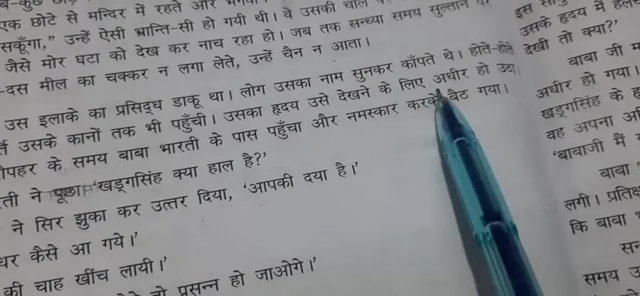 एक छोटे से मन्दिर में रहते और
सकूँगा,” उन्हें ऐसी भ्रान्ति-सी हो गयी थी। वे उसकी चाल
जैसे मोर घटा को देख कर नाच रहा हो। जब तक सन्ध्या समय सुल्तान
-दस मील का चक्कर न लगा लेते, उन्हें चैन न आता।
उस इलाके का प्रसिद्ध डाकू था। लोग उसका नाम सुनकर काँपते थे। होते-होते
उसके कानों तक भी पहुँची। उसका हृदय उसे देखने के लिए अधीर हो उठा।
के समय बाबा भारती के पास पहुँचा और नमस्कार करके बैठ गया।
ने पूछा, ‘खड्गसिंह क्या हाल है?’
ने सिर झुका कर उत्तर दिया, ‘आपकी दया है।’
कैसे आ गये।’
की चाह खींच लायी।’
प्रसन्न हो जाओगे।’
इस
उसके हृदय में
देखी तो क्या?’
बाबा जी
अधीर हो गया।
खड्गसिंह के
वह अपना
‘बाबाजी मैं
बाबा
लगी।
कि बाबा
समय